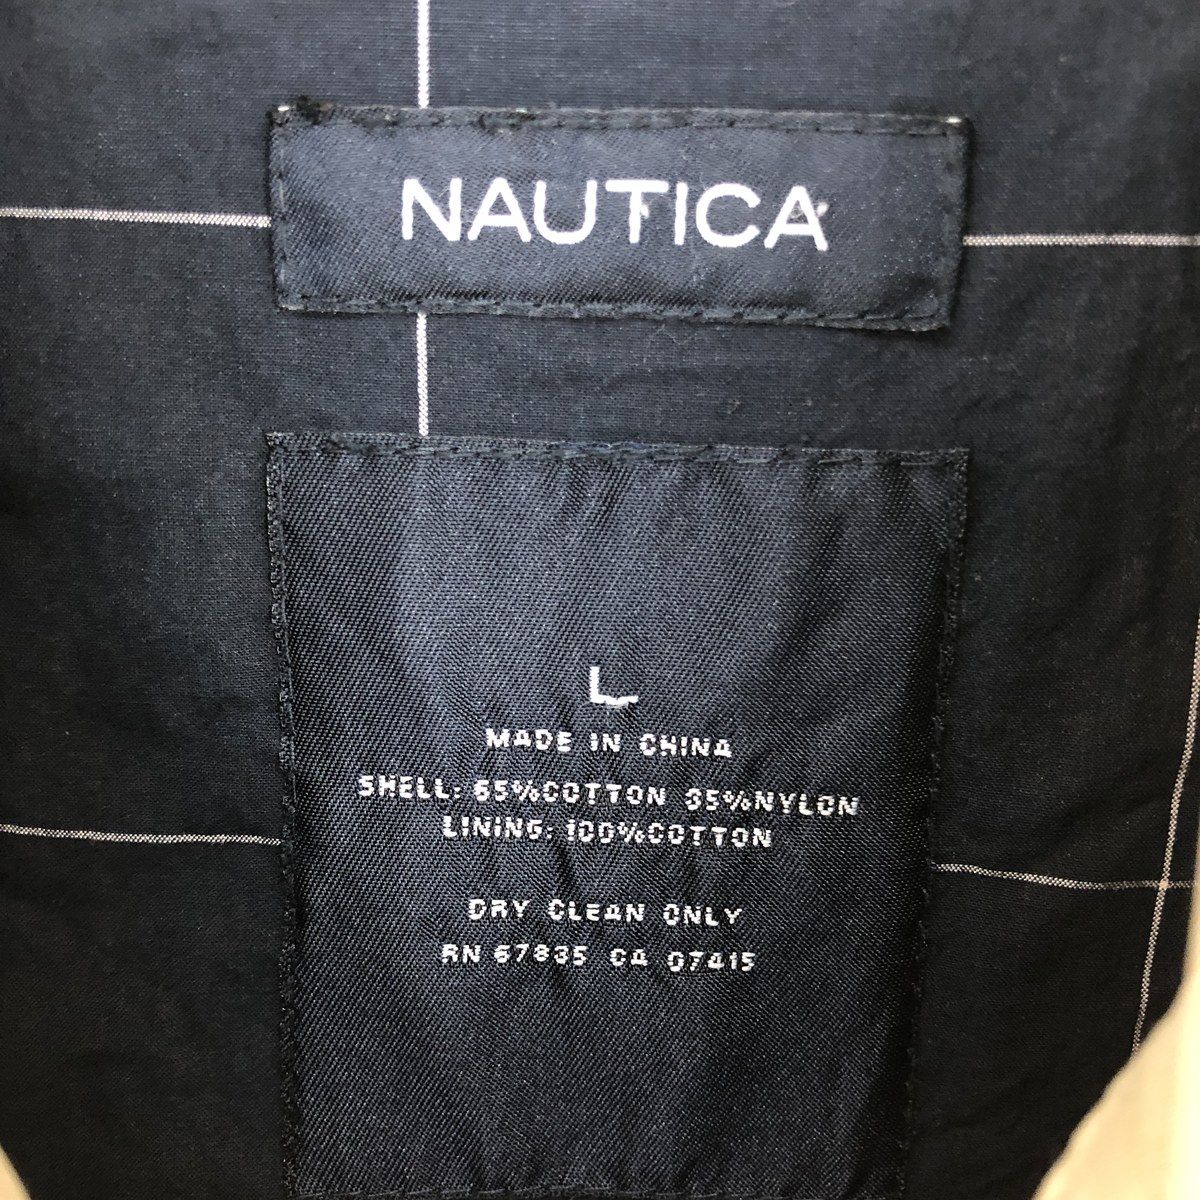 NAUTICA
L
MADE IN CHINA
SHELL: 65%COTTON 35%NYLON
LINING: 100%COTTON
DRY CLEAN ONLY
RN 67835 CA 07415